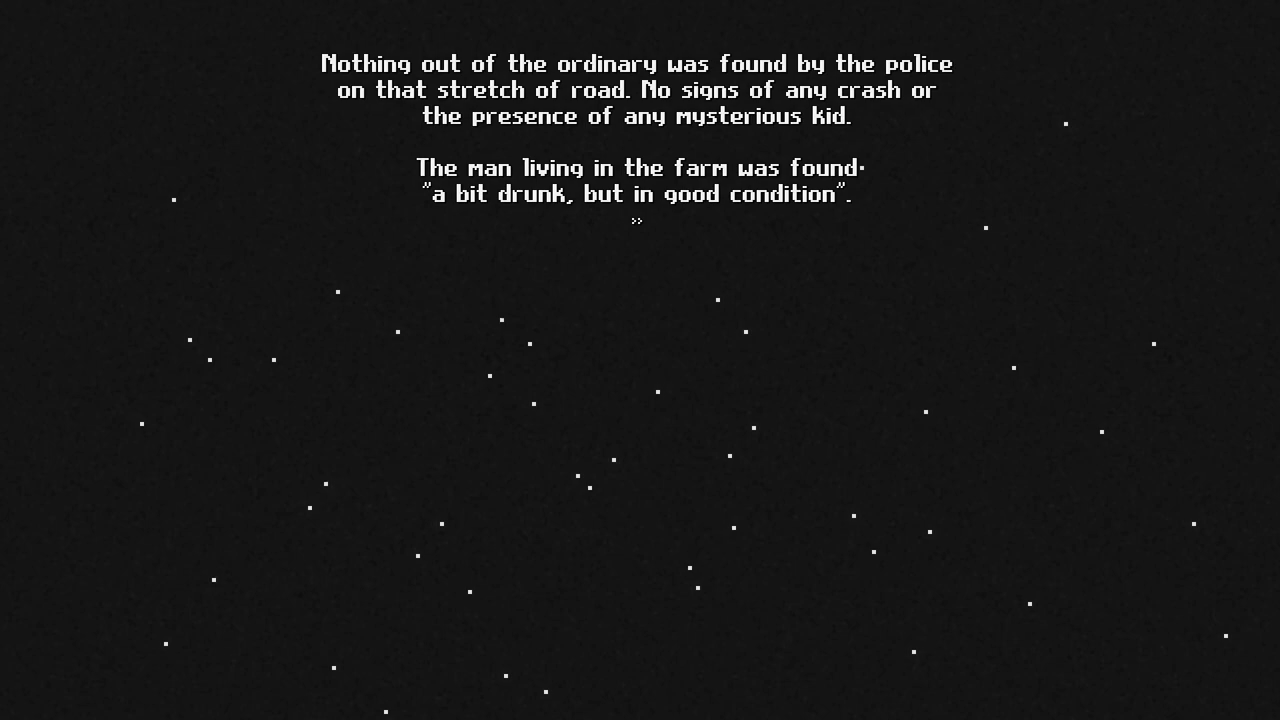 Nothing out of the ordinary was found by the police
on that stretch of road. No signs of any crash or
the presence of any mysterious kid.
The man living in the farm was found
"a bit drunk, but in good condition".
»